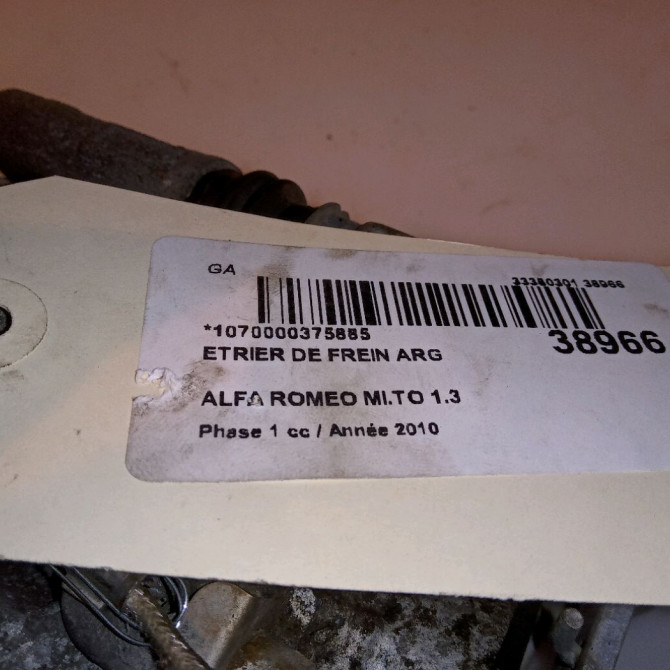 GA
33380301 38966
*1070000375885
38966
ETRIER DE FREIN ARG
ALFA ROMEO MI.TO 1.3
Phase 1 cc / Année 2010